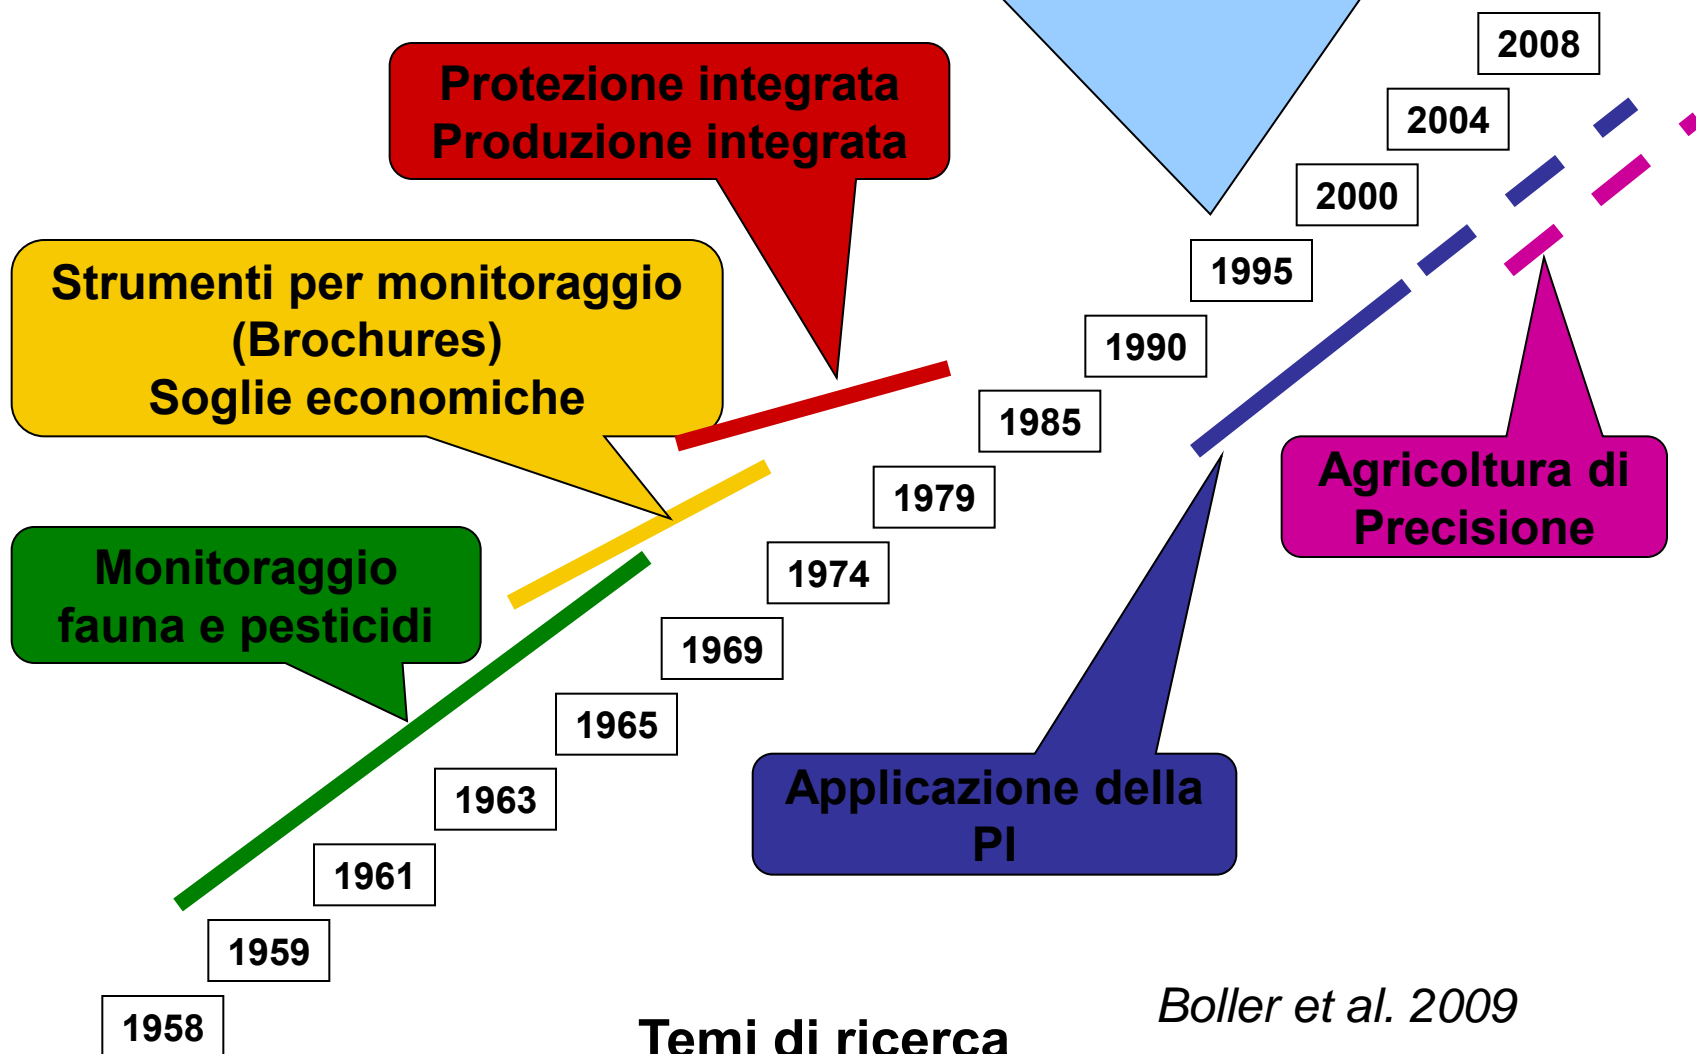 2008
Protezione integrata
Produzione integrata
2004
2000
Strumenti per monitoraggio
(Brochures)
Soglie economiche
1995
1990
1985
Agricoltura di
Precisione
1979
Monitoraggio
fauna e pesticidi
1974
1969
1965
Applicazione della
PI
1963
1961
1959
1958
Boller et al. 2009
Temi di ricerca